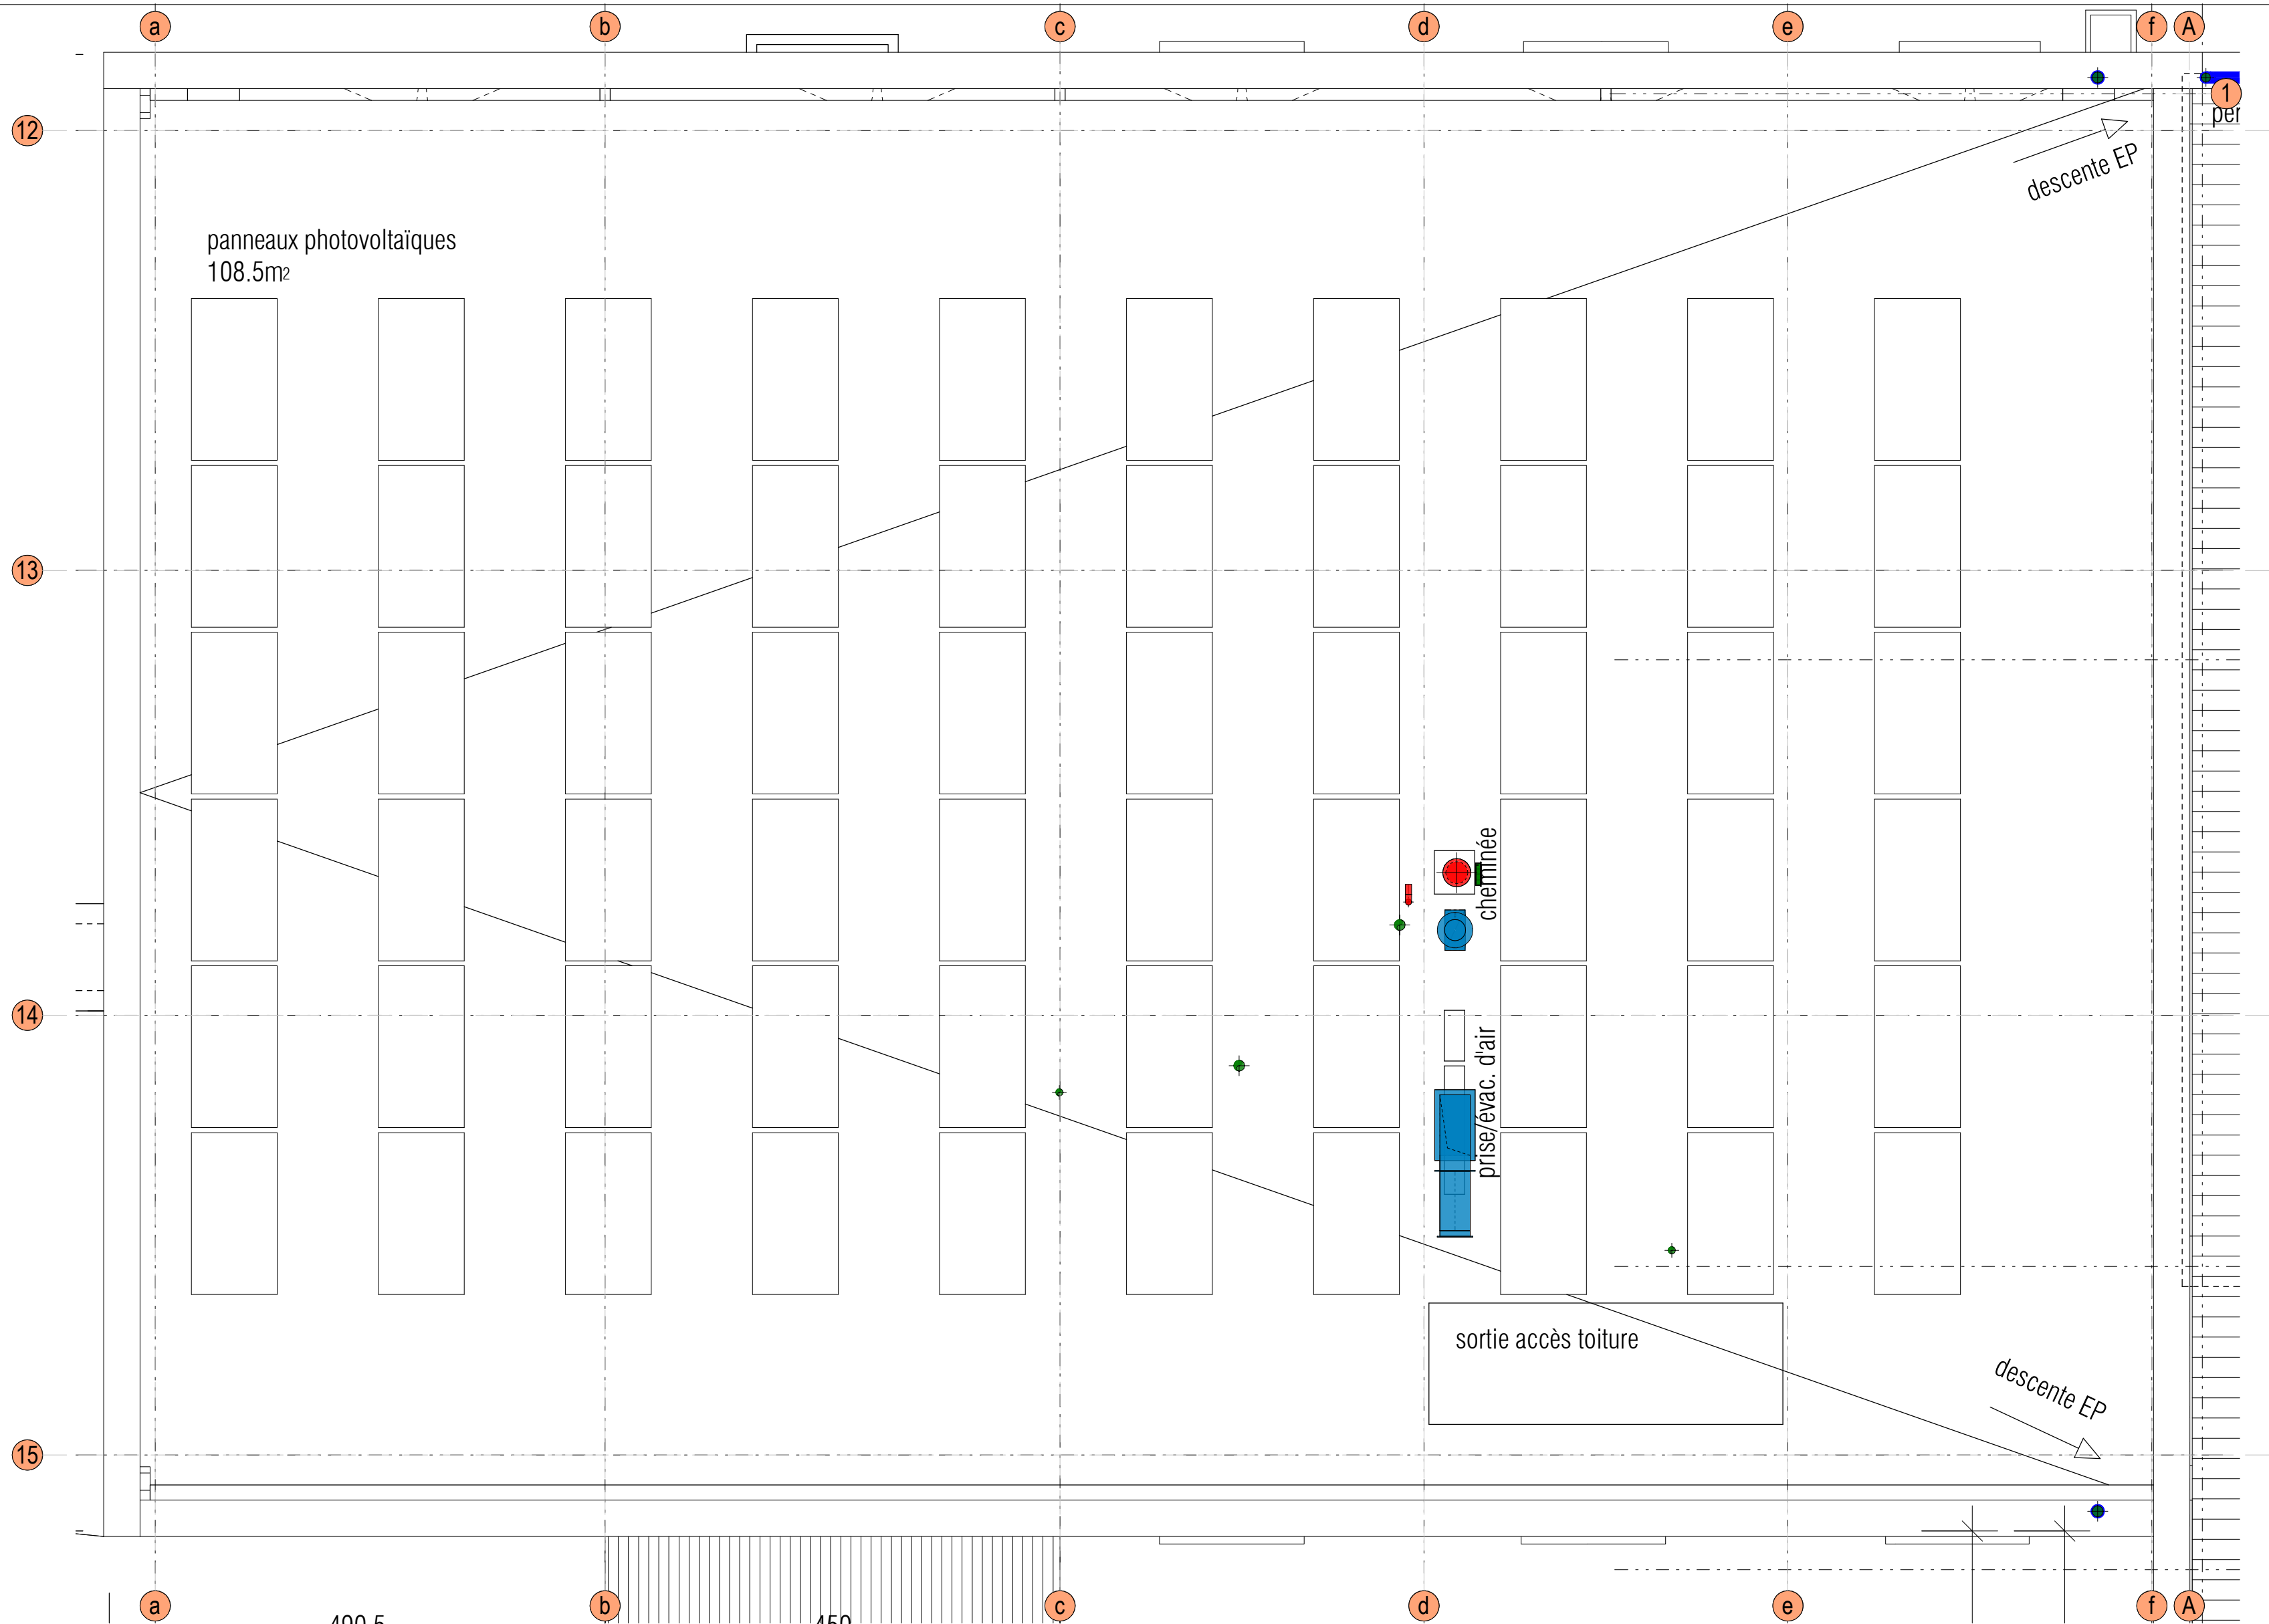 a
b
c
d
e
f
A
1
12
descente EP
panneaux photovoltaïques
108.5m²
13
cheminée
14
prise/évac. d'air
sortie accès toiture
descente EP
15
a
b
c
d
e
f
A